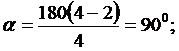 α = 180(4 − 2)/4 = 90⁰;